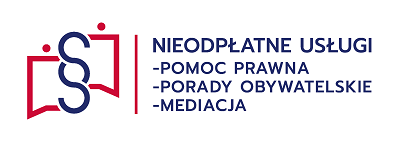 §
NIEODPŁATNE USŁUGI
-POMOC PRAWNA
-PORADY OBYWATELSKIE
-MEDIACJA